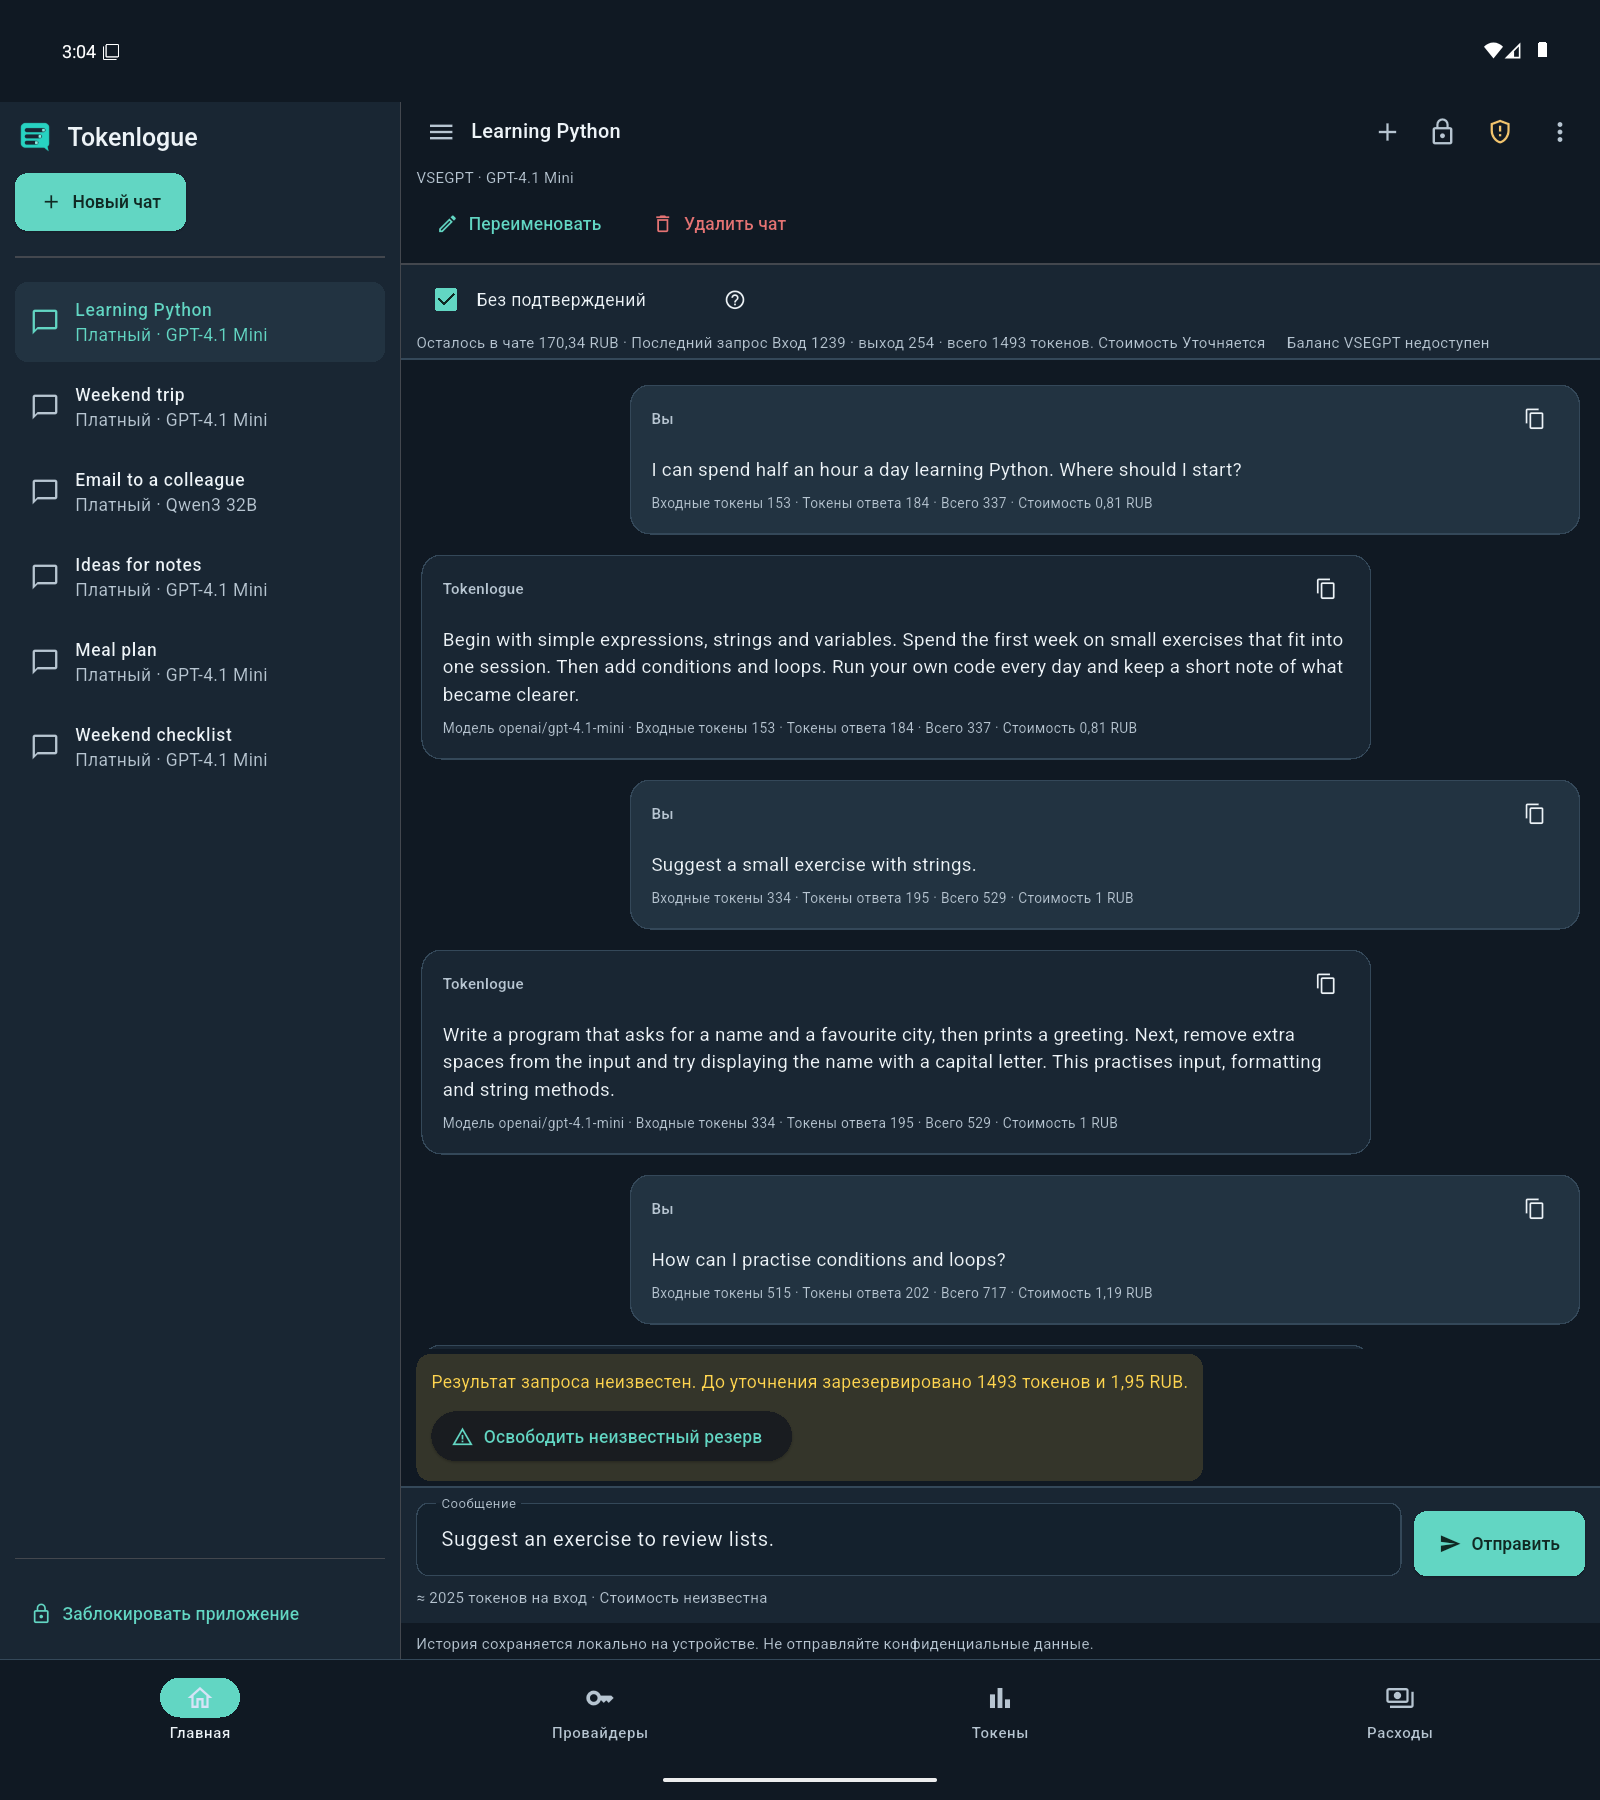 3:04
Tokenlogue
Новый чат
Learning Python
Платный · GPT-4.1 Mini
Weekend trip
Платный · GPT-4.1 Mini
Email to a colleague
Платный · Qwen3 32B
Ideas for notes
Платный · GPT-4.1 Mini
Meal plan
Платный · GPT-4.1 Mini
Weekend checklist
Платный · GPT-4.1 Mini
Заблокировать приложение
Learning Python
VSEGPT · GPT-4.1 Mini
Переименовать
Удалить чат
Без подтверждений
Осталось в чате 170,34 RUB · Последний запрос Вход 1239 · выход 254 · всего 1493 токенов. Стоимость Уточняется
Баланс VSEGPT недоступен
Вы
I can spend half an hour a day learning Python. Where should I start?
Входные токены 153 · Токены ответа 184 · Всего 337 · Стоимость 0,81 RUB
Tokenlogue
Begin with simple expressions, strings and variables. Spend the first week on small exercises that fit into
one session. Then add conditions and loops. Run your own code every day and keep a short note of what
became clearer.
Модель openai/gpt-4.1-mini · Входные токены 153 · Токены ответа 184 · Всего 337 · Стоимость 0,81 RUB
Вы
Suggest a small exercise with strings.
Входные токены 334 · Токены ответа 195 · Всего 529 · Стоимость 1 RUB
Tokenlogue
Write a program that asks for a name and a favourite city, then prints a greeting. Next, remove extra
spaces from the input and try displaying the name with a capital letter. This practises input, formatting
and string methods.
Модель openai/gpt-4.1-mini · Входные токены 334 · Токены ответа 195 · Всего 529 · Стоимость 1 RUB
Вы
How can I practise conditions and loops?
Входные токены 515 · Токены ответа 202 · Всего 717 · Стоимость 1,19 RUB
Результат запроса неизвестен. До уточнения зарезервировано 1493 токенов и 1,95 RUB.
Освободить неизвестный резерв
Сообщение
Suggest an exercise to review lists.
Отправить
≈ 2025 токенов на вход · Стоимость неизвестна
История сохраняется локально на устройстве. Не отправляйте конфиденциальные данные.
Главная
Провайдеры
Токены
Расходы